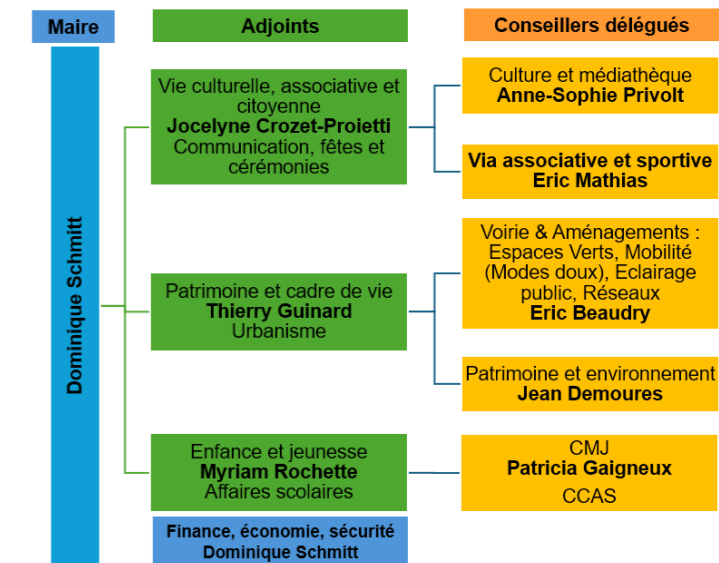 Maire
Adjoints
Conseillers délégués
Dominique Schmitt
Vie culturelle, associative et
citoyenne
Jocelyne Crozet-Proietti
Communication, fêtes et
cérémonies
Culture et médiathèque
Anne-Sophie Privolt
Via associative et sportive
Eric Mathias
Patrimoine et cadre de vie
Thierry Guinard
Urbanisme
Voirie & Aménagements :
Espaces Verts, Mobilité
(Modes doux), Eclairage
public, Réseaux
Eric Beaudry
Patrimoine et environnement
Jean Demoures
Enfance et jeunesse
Myriam Rochette
Affaires scolaires
CMJ
Patricia Gaigneux
CCAS
Finance, économie, sécurité
Dominique Schmitt